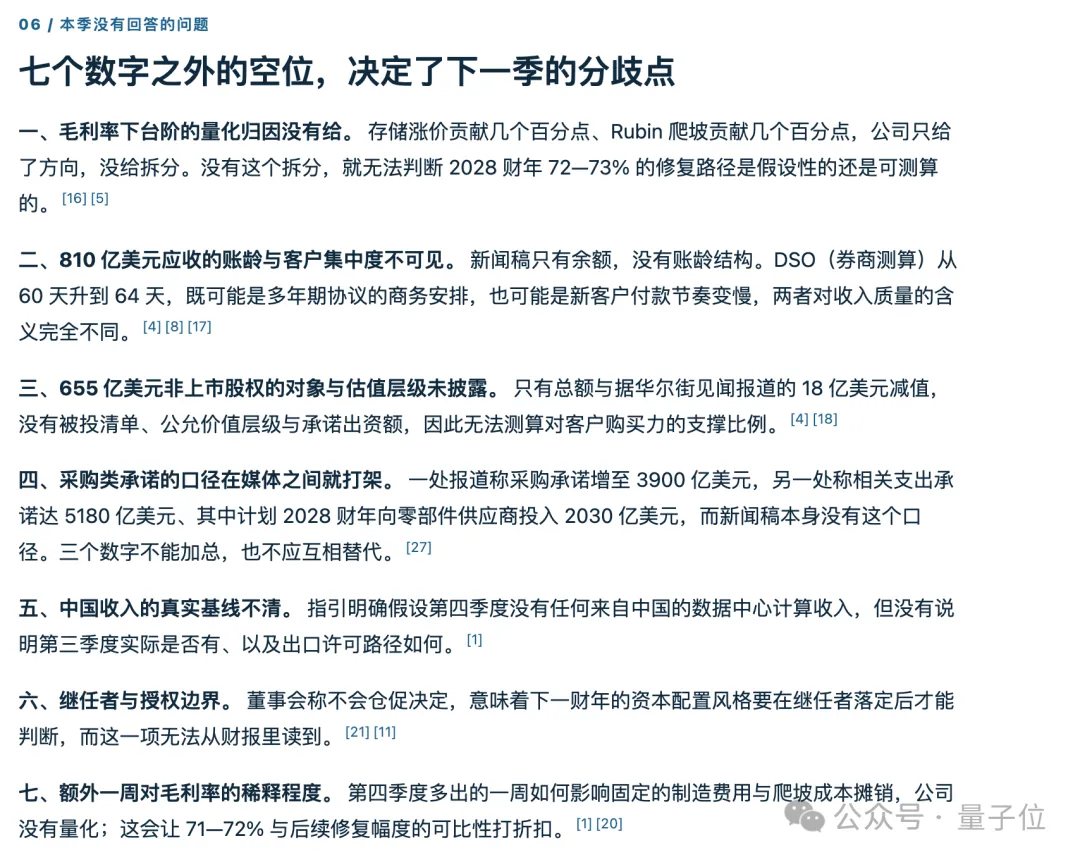 06 / 本季没有回答的问题
七个数字之外的空位，决定了下一季的分歧点
一、毛利率下台阶的量化归因没有给。 存储涨价贡献几个百分点、Rubin 爬坡贡献几个百分点，公司只给
了方向，没给拆分。没有这个拆分，就无法判断 2028 财年 72—73% 的修复路径是假设性的还是可测算
的。 [16] [5]
二、810 亿美元应收的账龄与客户集中度不可见。 新闻稿只有余额，没有账龄结构。DSO（券商测算）从
60 天升到 64 天，既可能是多年期协议的商务安排，也可能是新客户付款节奏变慢，两者对收入质量的含
义完全不同。 [4] [8] [17]
三、655 亿美元非上市股权的对象与估值层级未披露。 只有总额与据华尔街见闻报道的 18 亿美元减值，
没有被投清单、公允价值层级与承诺出资额，因此无法测算对客户购买力的支撑比例。 [4] [18]
四、采购类承诺的口径在媒体之间就打架。 一处报道称采购承诺增至 3900 亿美元，另一处称相关支出承
诺达 5180 亿美元、其中计划 2028 财年向零部件供应商投入 2030 亿美元，而新闻稿本身没有这个口
径。三个数字不能加总，也不应互相替代。 [27]
五、中国收入的真实基线不清。 指引明确假设第四季度没有任何来自中国的数据中心计算收入，但没有说
明第三季度实际是否有、以及出口许可路径如何。 [1]
六、继任者与授权边界。 董事会称不会仓促决定，意味着下一财年的资本配置风格要在继任者落定后才能
判断，而这一项无法从财报里读到。 [21] [11]
七、额外一周对毛利率的稀释程度。 第四季度多出的一周如何影响固定的制造费用与爬坡成本摊销，公司
没有量化；这会让 71—72% 与后续修复幅度的可比性打折扣。 [1] [20]
公众号 · 量子位